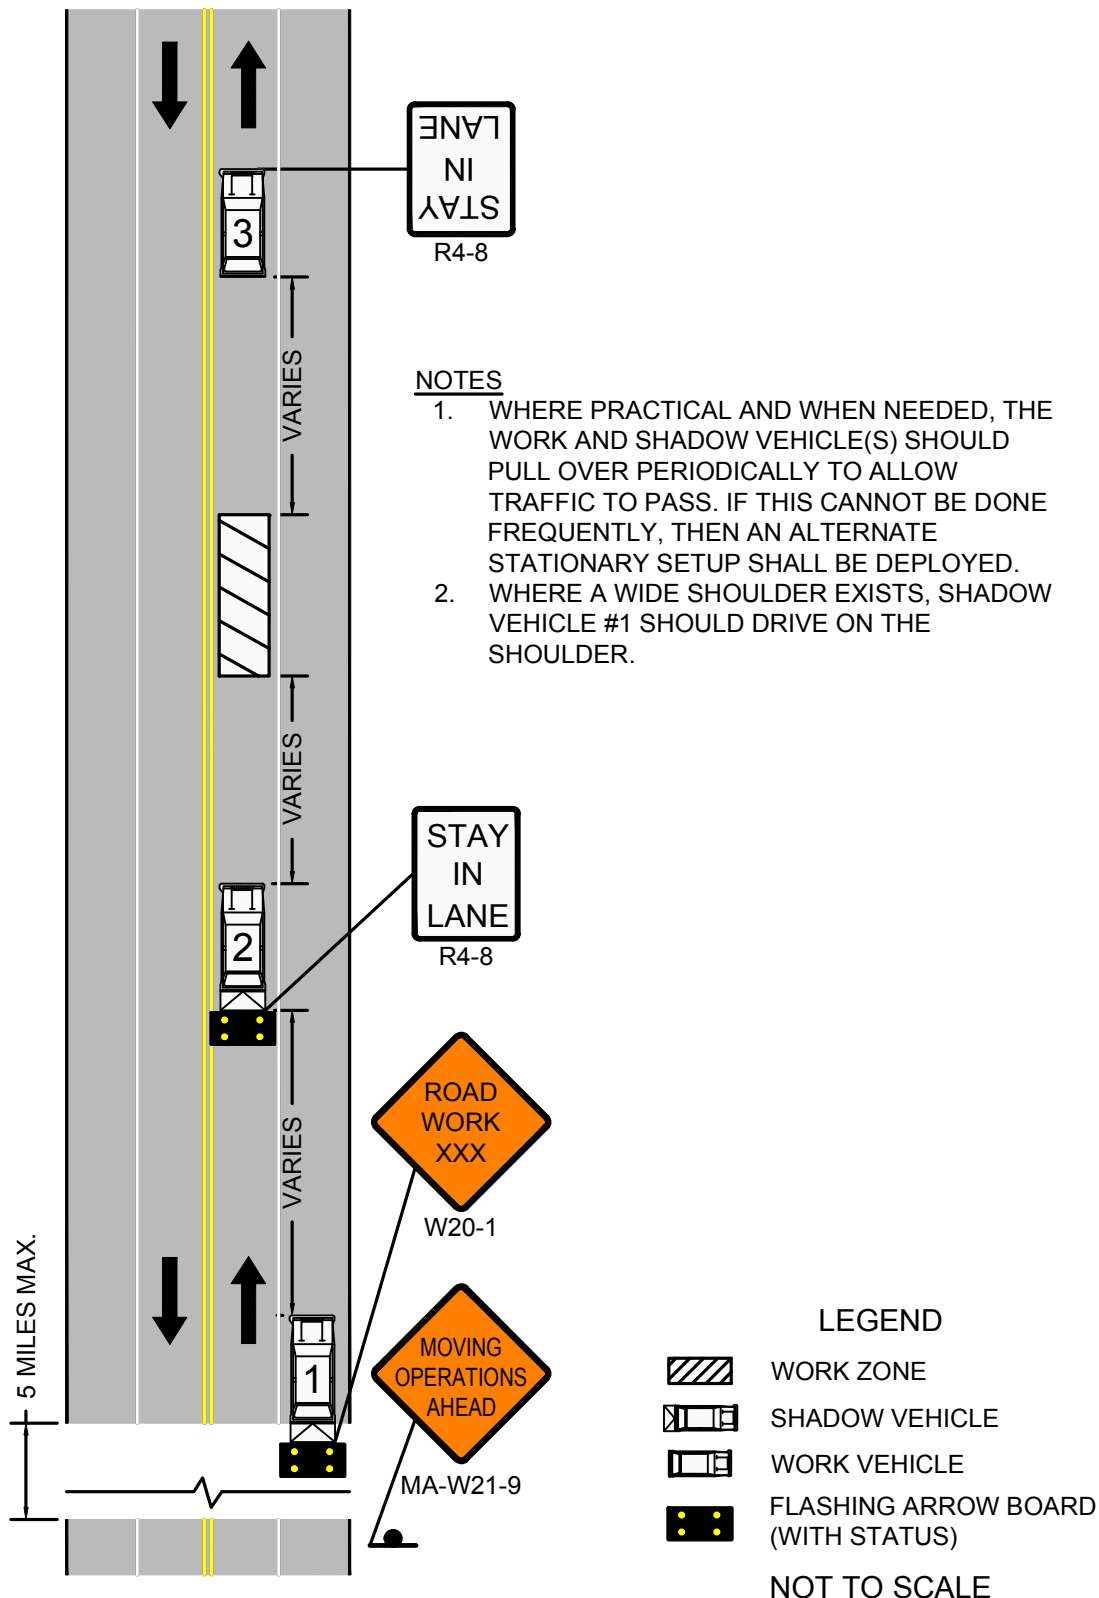 STAY
IN
LANE
R4-8
3
VARIES
NOTES
1. WHERE PRACTICAL AND WHEN NEEDED, THE
WORK AND SHADOW VEHICLE(S) SHOULD
PULL OVER PERIODICALLY TO ALLOW
TRAFFIC TO PASS. IF THIS CANNOT BE DONE
FREQUENTLY, THEN AN ALTERNATE
STATIONARY SETUP SHALL BE DEPLOYED.
2. WHERE A WIDE SHOULDER EXISTS, SHADOW
VEHICLE #1 SHOULD DRIVE ON THE
SHOULDER.
VARIES
STAY
IN
LANE
R4-8
2
VARIES
ROAD
WORK
XXX
W20-1
5 MILES MAX.
1
MOVING
OPERATIONS
AHEAD
MA-W21-9
LEGEND
WORK ZONE
SHADOW VEHICLE
WORK VEHICLE
FLASHING ARROW BOARD
(WITH STATUS)
NOT TO SCALE